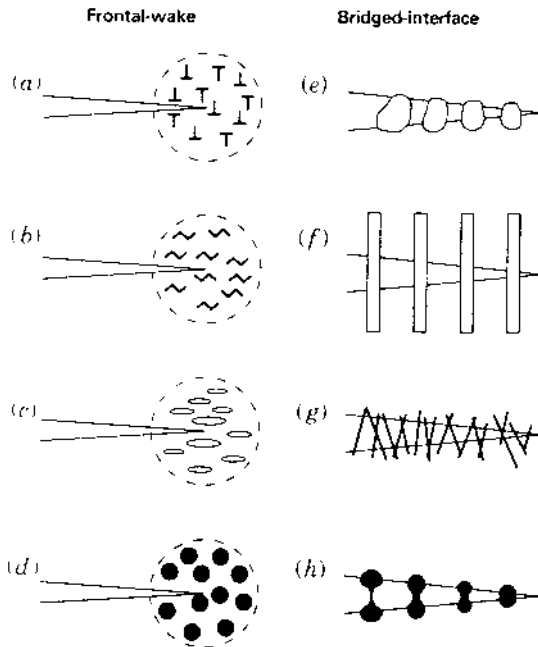 Frontal-wake Bridged-interface
(a) (e)
(b) (f)
(c) (g)
(d) (h)